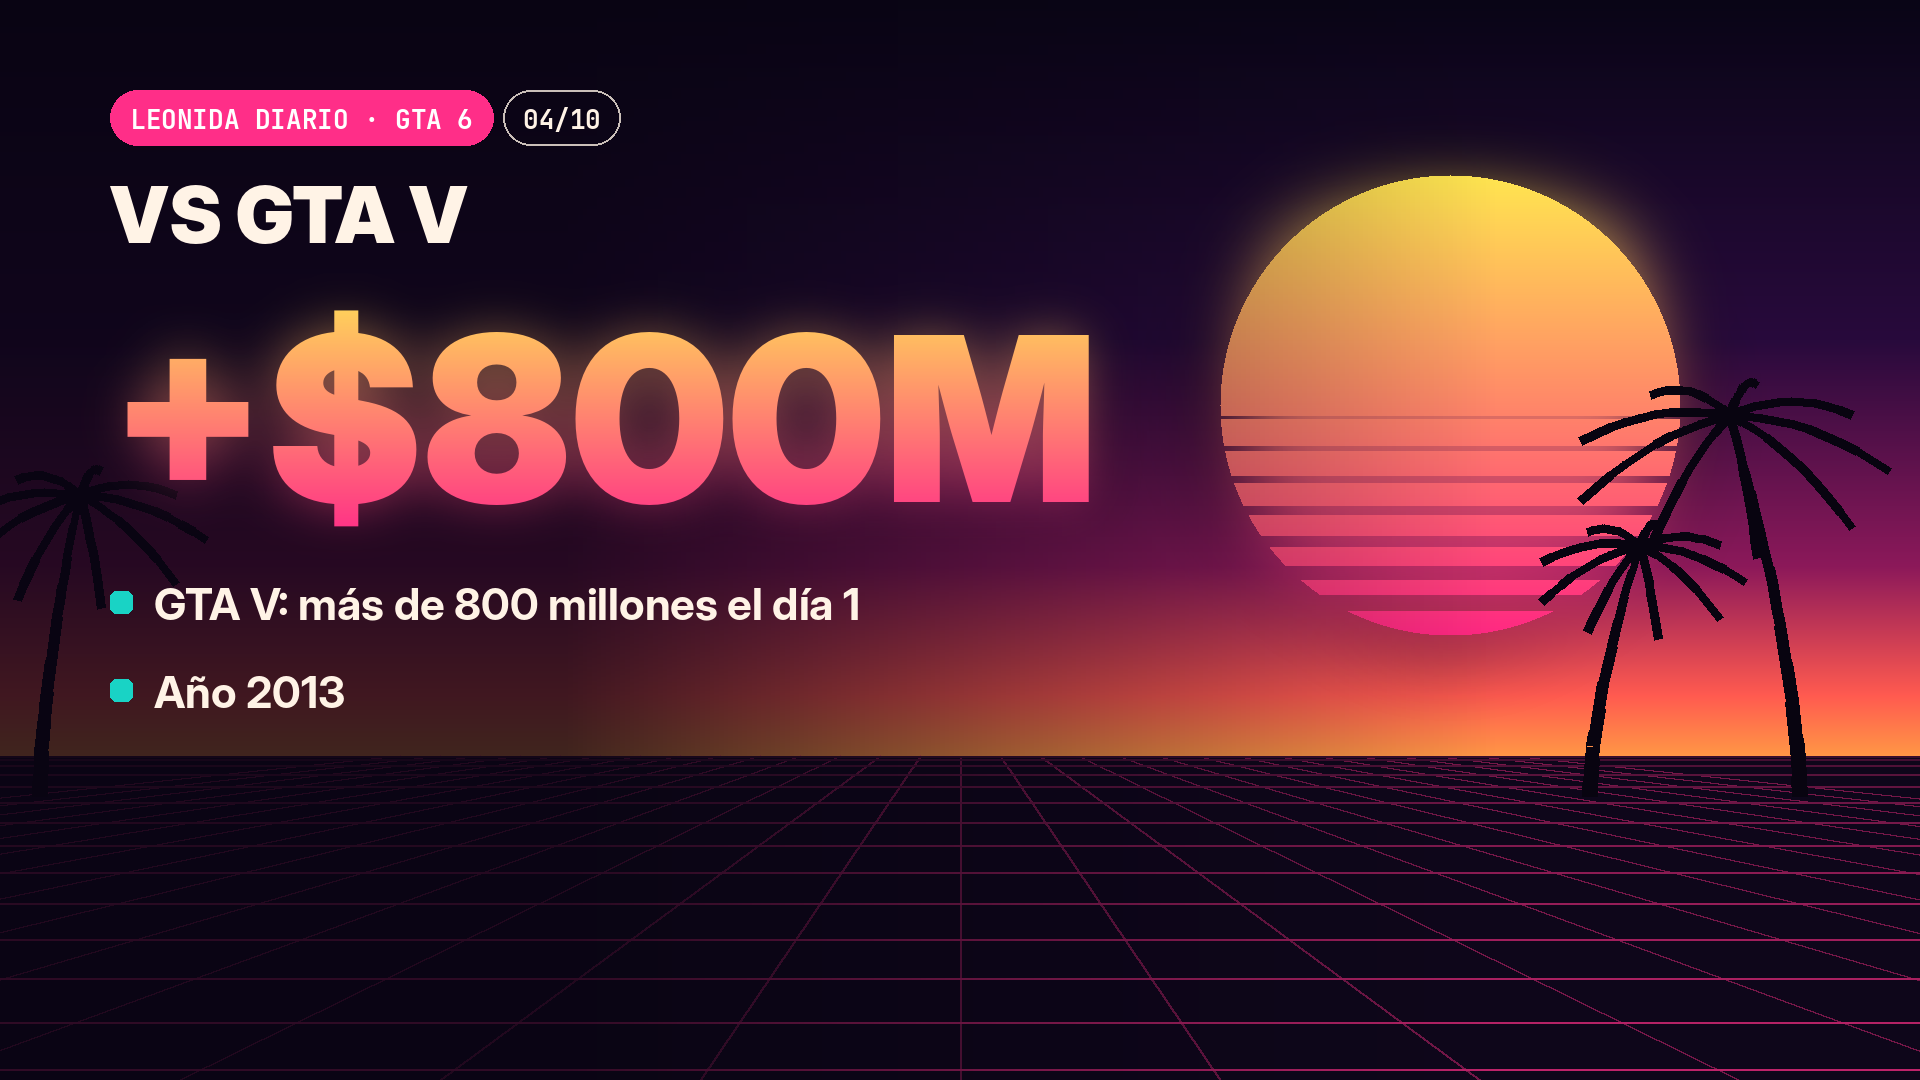 LEONIDA DIARIO · GTA 6
04/10
VS GTA V
+$800M
GTA V: más de 800 millones el día 1
Año 2013